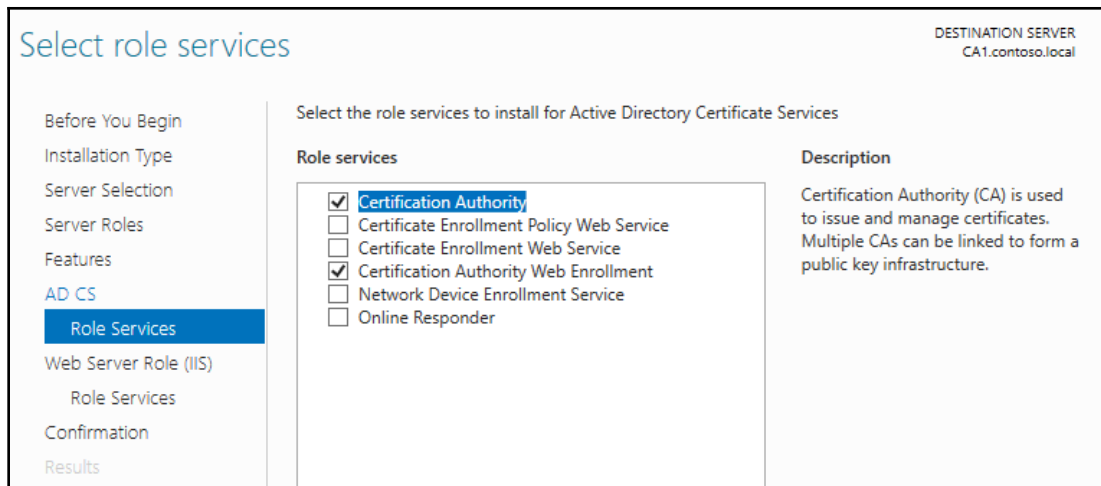 Select role services
DESTINATION SERVER
CA1.contoso.local
Before You Begin
Installation Type
Server Selection
Server Roles
Features
AD CS
Role Services
Web Server Role (IIS)
Role Services
Confirmation
Results
Select the role services to install for Active Directory Certificate Services
Role services
Certification Authority
Certificate Enrollment Policy Web Service
Certificate Enrollment Web Service
Certification Authority Web Enrollment
Network Device Enrollment Service
Online Responder
Description
Certification Authority (CA) is used
to issue and manage certificates.
Multiple CAs can be linked to form a
public key infrastructure.